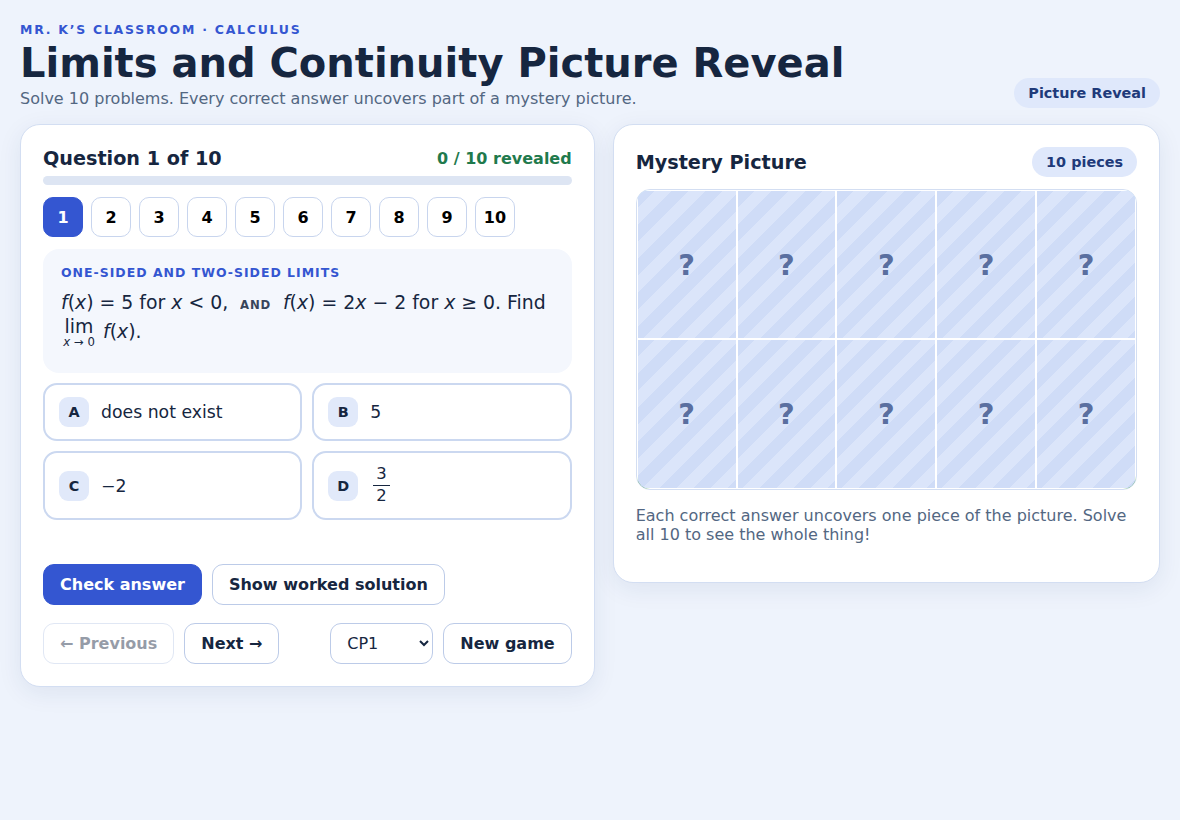 MR. K’S CLASSROOM · CALCULUS
Limits and Continuity Picture Reveal
Solve 10 problems. Every correct answer uncovers part of a mystery picture.
Picture Reveal
Question 1 of 10
0 / 10 revealed
1 2 3 4 5 6 7 8 9 10
ONE-SIDED AND TWO-SIDED LIMITS
f(x) = 5 for x < 0, AND f(x) = 2x − 2 for x ≥ 0. Find
lim f(x).
x → 0
A does not exist
B 5
C −2
D 3/2
Check answer
Show worked solution
← Previous
Next →
CP1
New game
Mystery Picture
10 pieces
? ? ? ? ?
? ? ? ? ?
Each correct answer uncovers one piece of the picture. Solve
all 10 to see the whole thing!